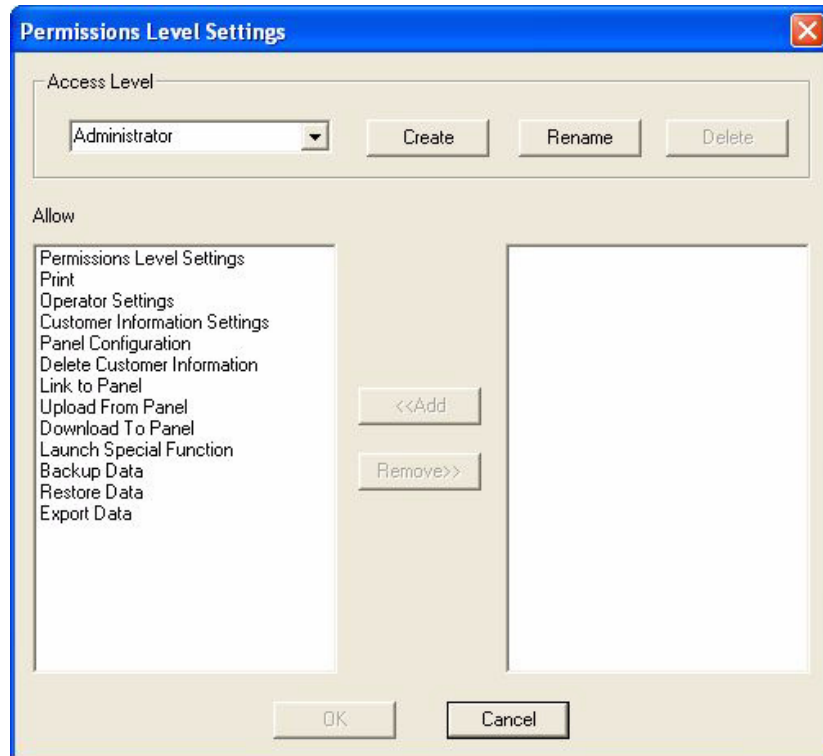 Permissions Level Settings
Access Level
Administrator
Create
Rename
Delete
Allow
Permissions Level Settings
Print
Operator Settings
Customer Information Settings
Panel Configuration
Delete Customer Information
Link to Panel
Upload From Panel
Download To Panel
Launch Special Function
Backup Data
Restore Data
Export Data
<<Add
Remove>>
OK
Cancel